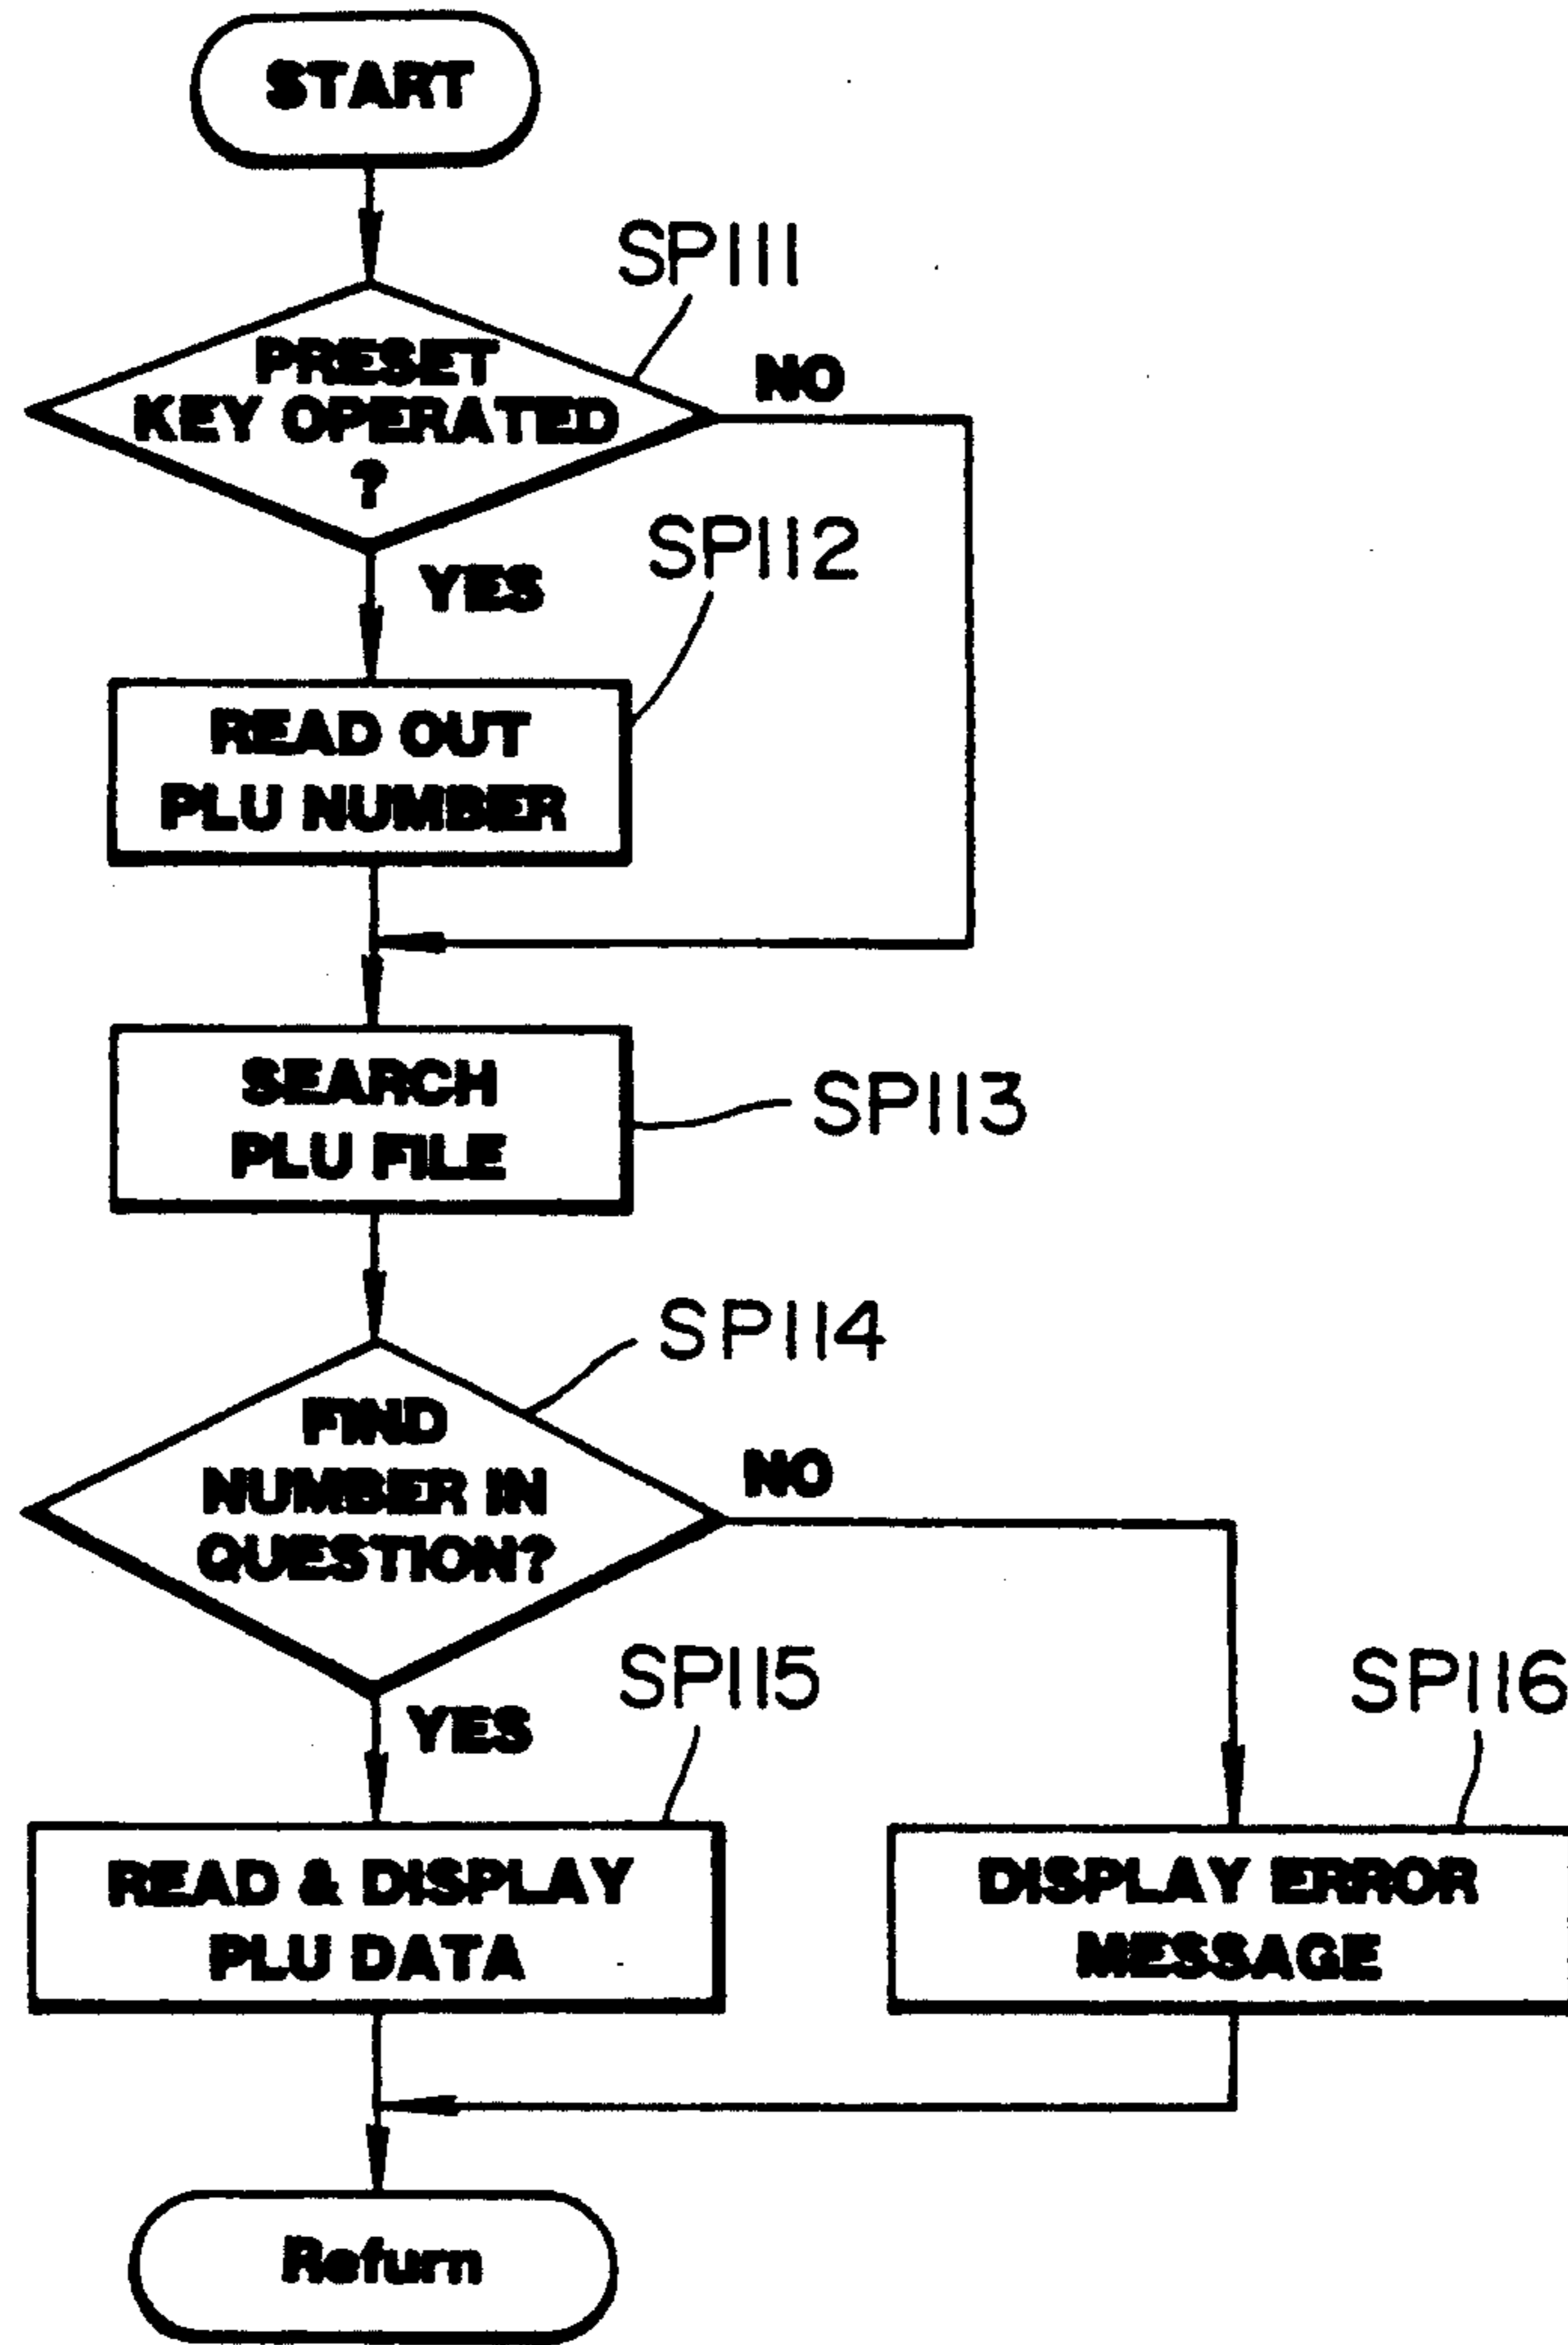 START
SP111
PRESET
KEY OPERATED
?
NO
YES
SP112
READ OUT
PLU NUMBER
SEARCH
PLU FILE
SP113
SP114
FIND
NUMBER IN
QUESTION?
NO
YES
SP115
SP116
READ & DISPLAY
PLU DATA
DISPLAY ERROR
MESSAGE
Return